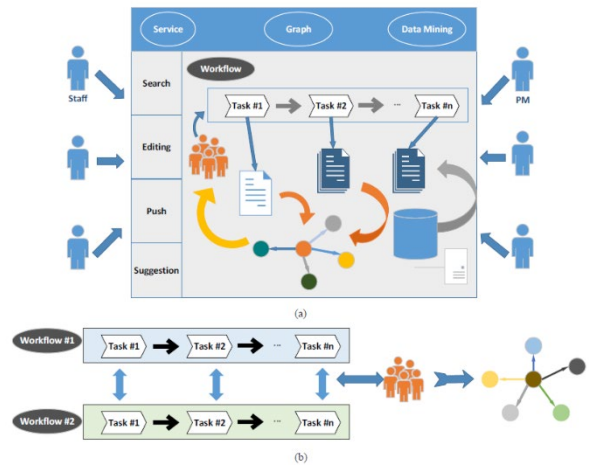 Service
Graph
Data Mining
Search
Workflow
Staff
Task #1
Task #2
...
Task #n
PM
Editing
Push
Suggestion
(a)
Workflow #1
Task #1
Task #2
...
Task #n
Workflow #2
Task #1
Task #2
...
Task #n
(b)